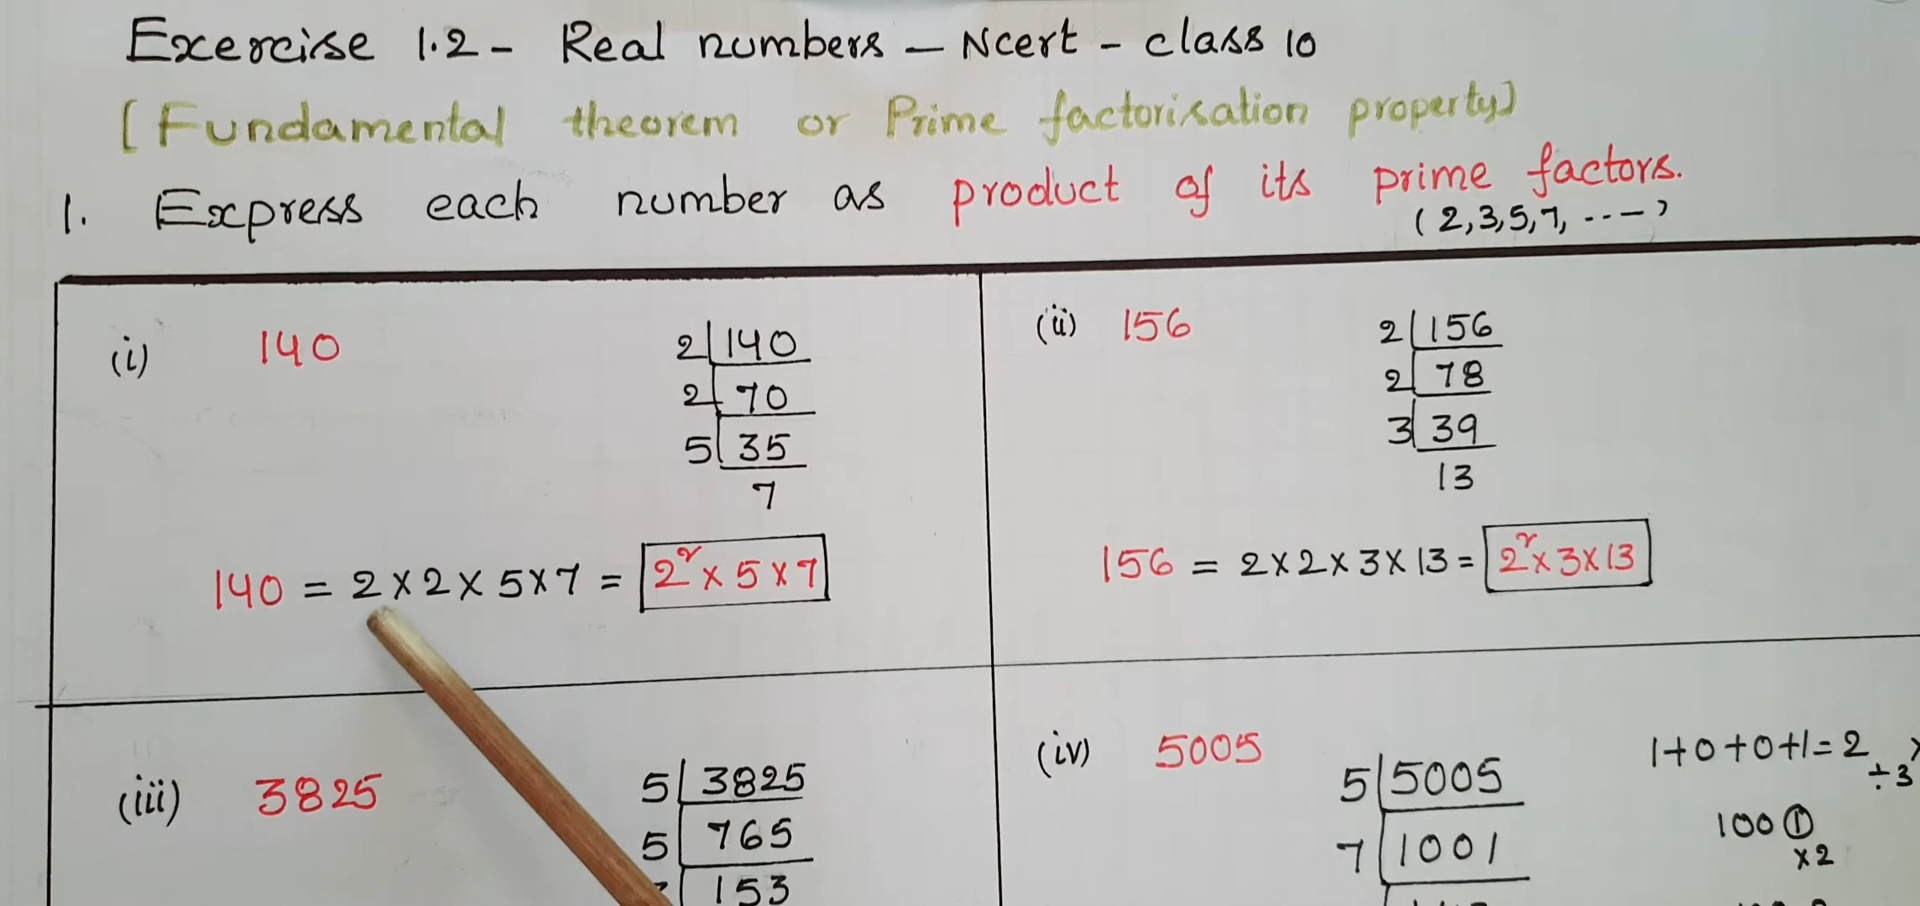 Exercise 1.2 - Real numbers - Ncert - class 10
[Fundamental theorem or Prime factorisation property]
1. Express each number as product of its prime factors.
(2,3,5,7, ----)
(i) 140
2 140
2 70
5 35
7
140 = 2 × 2 × 5 × 7 = 2² × 5 × 7
(ii) 156
2 156
2 78
3 39
13
156 = 2 × 2 × 3 × 13 = 2² × 3 × 13
(iii) 3825
5 3825
5 765
153
(iv) 5005
5 5005
7 1001
1+0+0+1=2
÷3
1001
×2